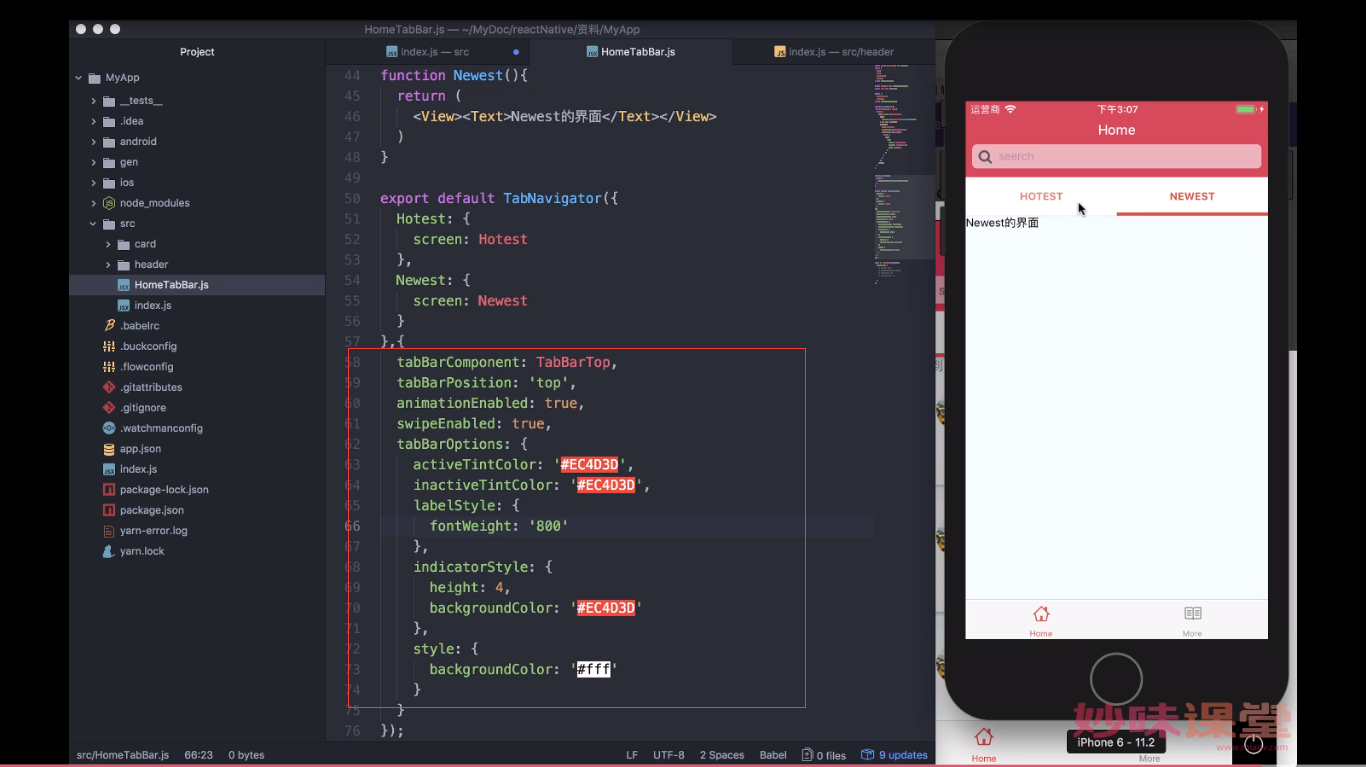 HomeTabBar.js — ~/MyDoc/reactNative/资料/MyApp
Project
index.js — src
HomeTabBar.js
index.js — src/header
MyApp
__tests__
.idea
android
gen
ios
node_modules
src
card
header
HomeTabBar.js
index.js
.babelrc
.buckconfig
.flowconfig
.gitattributes
.gitignore
.watchmanconfig
app.json
index.js
package-lock.json
package.json
yarn-error.log
yarn.lock
44 function Newest(){
45 return (
46 <View><Text>Newest的界面</Text></View>
47 )
48 }
49
50 export default TabNavigator({
51 Hotest: {
52 screen: Hotest
53 },
54 Newest: {
55 screen: Newest
56 }
57 },{
58 tabBarComponent: TabBarTop,
59 tabBarPosition: 'top',
60 animationEnabled: true,
61 swipeEnabled: true,
62 tabBarOptions: {
63 activeTintColor: '#EC4D3D',
64 inactiveTintColor: '#EC4D3D',
65 labelStyle: {
66 fontWeight: '800'
67 },
68 indicatorStyle: {
69 height: 4,
70 backgroundColor: '#EC4D3D'
71 },
72 style: {
73 backgroundColor: '#fff'
74 }
75 }
76 });
src/HomeTabBar.js 66:23 0 bytes
LF UTF-8 2 Spaces Babel 0 files 9 updates
运营商 下午3:07
Home
seerch
HOTEST NEWEST
Newest的界面
Home More
妙味课堂
iPhone 6 - 11.2
Home More